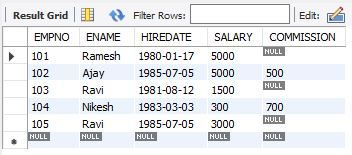 Result Grid Filter Rows: Edit:
EMPNO ENAME HIREDATE SALARY COMMISSION
101 Ramesh 1980-01-17 5000 NULL
102 Ajay 1985-07-05 5000 500
103 Ravi 1981-08-12 1500 NULL
104 Nikesh 1983-03-03 300 700
105 Ravi 1985-07-05 3000 NULL
NULL NULL NULL NULL NULL